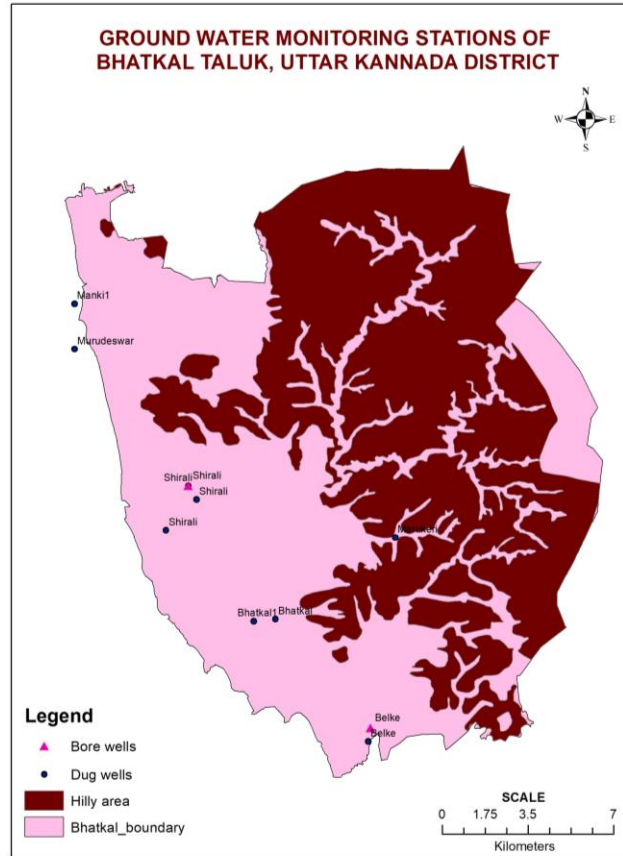 GROUND WATER MONITORING STATIONS OF
BHATKAL TALUK, UTTAR KANNADA DISTRICT
N
W E
S
Manki1
Murudeswar
Shirali Shirali
Shirali
Shirali
Bhatkal1 Bhatkal
Belke
Belke
Legend
Bore wells
Dug wells
Hilly area
Bhatkal_boundary
SCALE
0 1.75 3.5 7
Kilometers